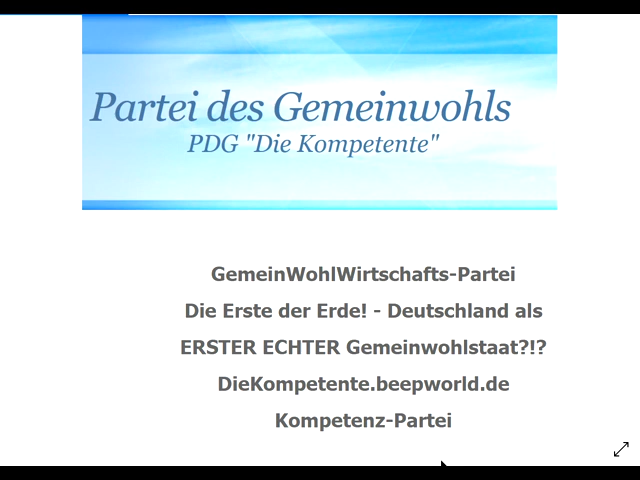 Partei des Gemeinwohls
PDG "Die Kompetente"
GemeinWohlWirtschafts-Partei
Die Erste der Erde! - Deutschland als
ERSTER ECHTER Gemeinwohlstaat?!?
DieKompetente.beepworld.de
Kompetenz-Partei